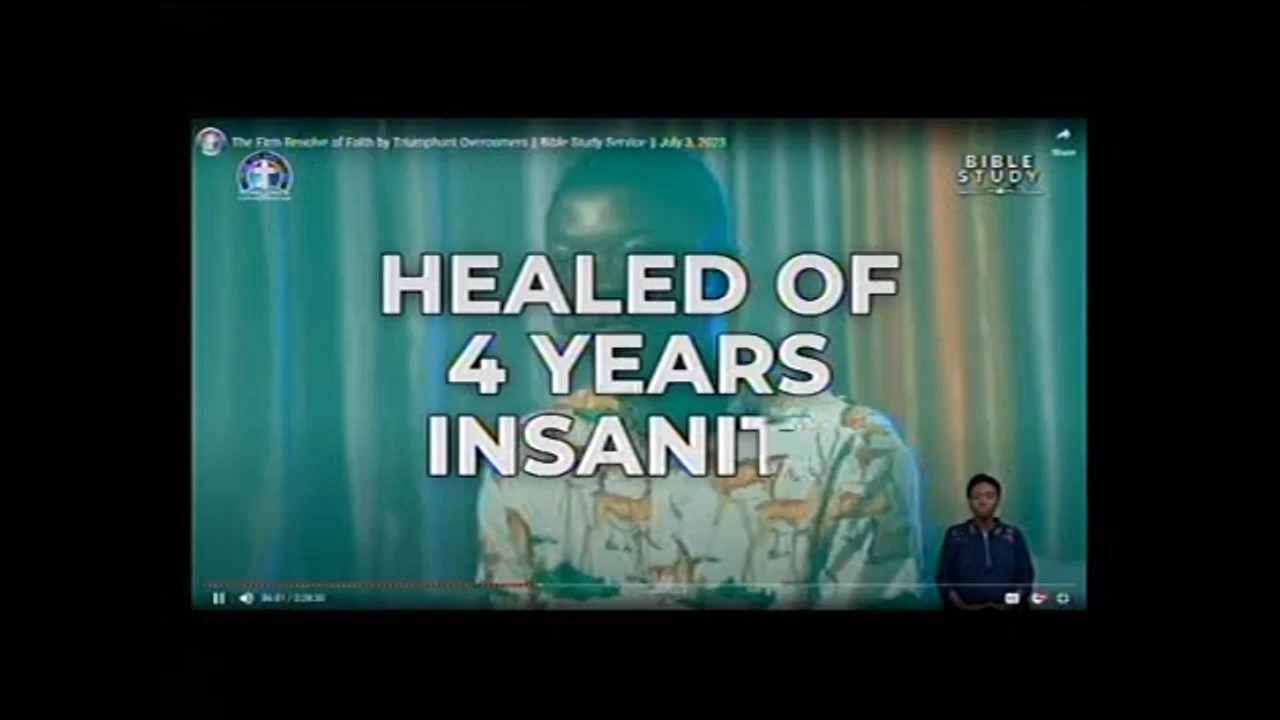 The Firm Resolve of Faith by Triumphant Overcomers || Bible Study Service || July 3, 2023
Share
BIBLE
STUDY
HEALED OF
4 YEARS
INSANIT